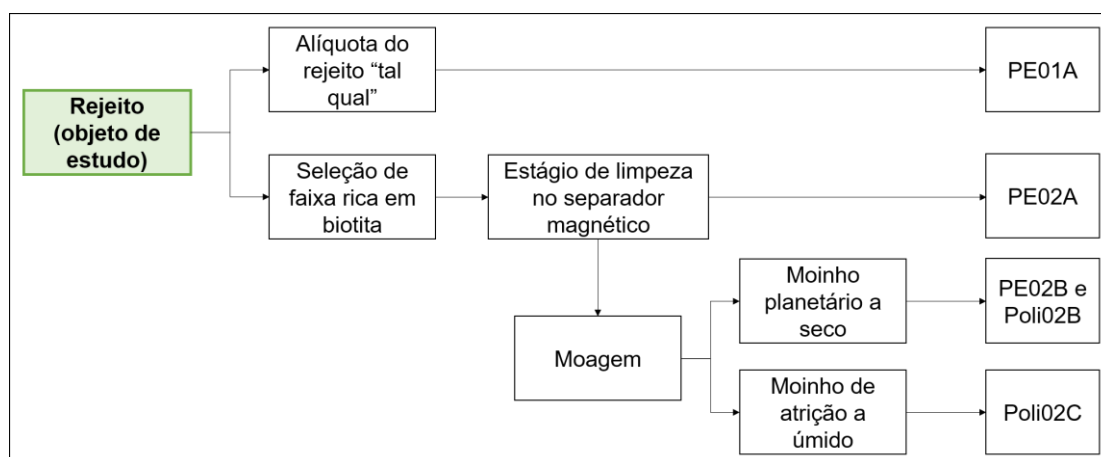 Alíquota do
rejeito “tal
qual”
PE01A
Rejeito
(objeto de
estudo)
Seleção de
faixa rica em
biotita
Estágio de limpeza
no separador
magnético
PE02A
Moagem
Moinho
planetário a
seco
PE02B e
Poli02B
Moinho de
atrição a
úmido
Poli02C